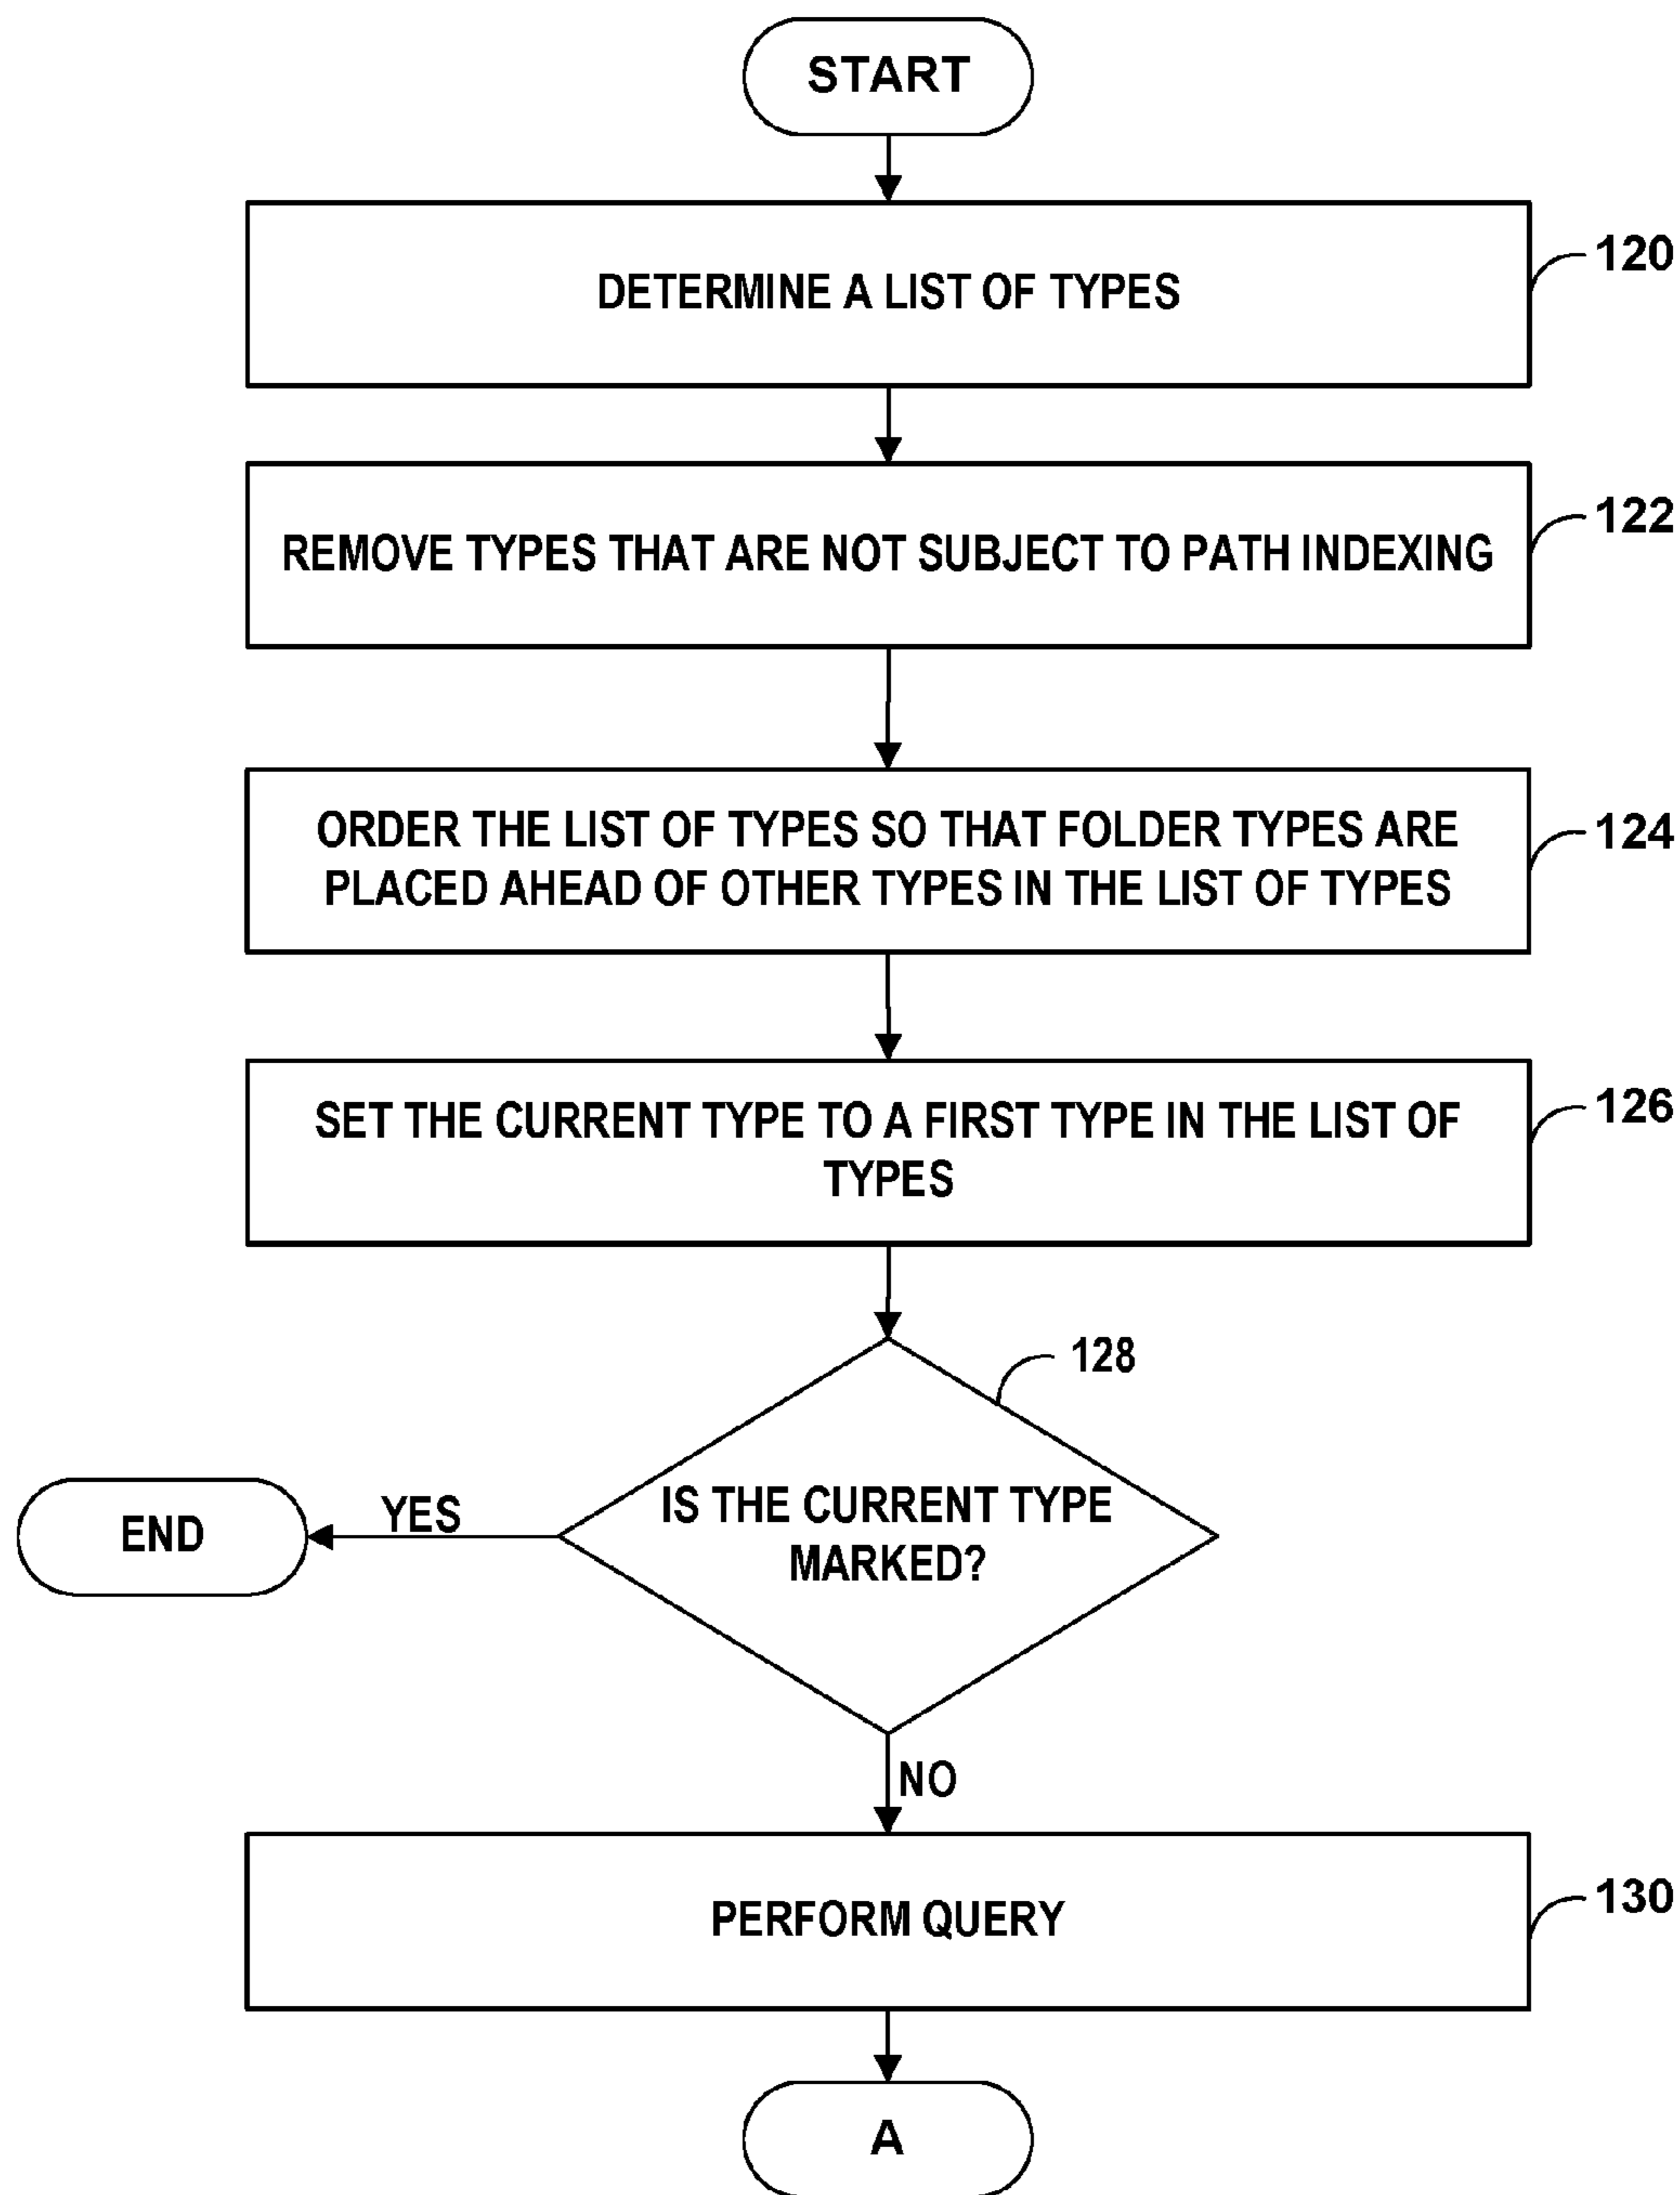 START
DETERMINE A LIST OF TYPES
120
REMOVE TYPES THAT ARE NOT SUBJECT TO PATH INDEXING
122
ORDER THE LIST OF TYPES SO THAT FOLDER TYPES ARE
PLACED AHEAD OF OTHER TYPES IN THE LIST OF TYPES
124
SET THE CURRENT TYPE TO A FIRST TYPE IN THE LIST OF
TYPES
126
128
IS THE CURRENT TYPE
MARKED?
YES
END
NO
PERFORM QUERY
130
A